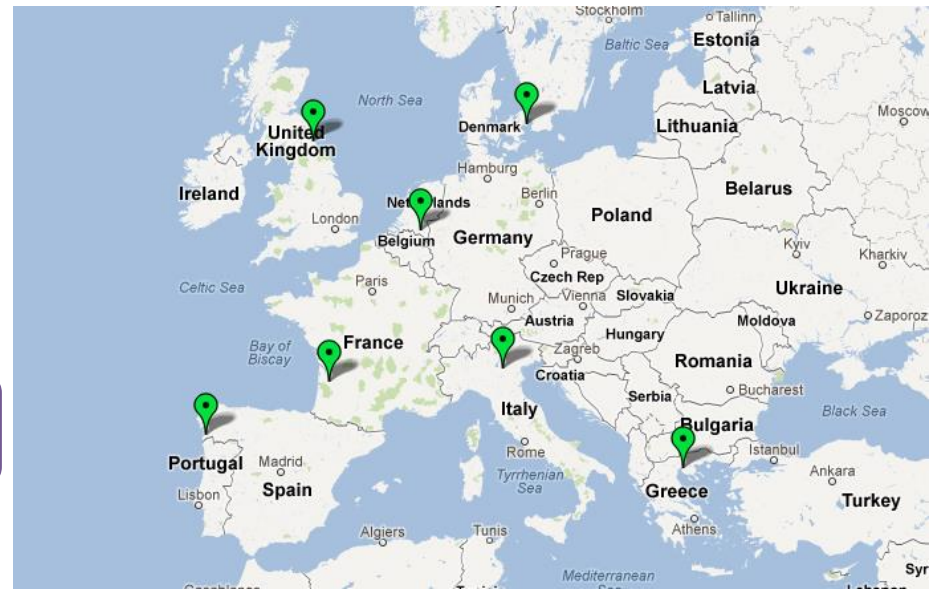 Stockholm
Tallinn
Baltic Sea
Estonia
North Sea
Latvia
Moscow
Denmark
Lithuania
United
Kingdom
Hamburg
Ireland
Berlin
Belarus
London
Poland
Belgium
Germany
Kyiv
Prague
Kharkiv
Czech Rep
Celtic Sea
Paris
Ukraine
Munich
Vienna
Slovakia
Austria
Moldova
Hungary
Bay of
Biscay
France
Zagreb
Romania
Croatia
Serbia
Bucharest
Italy
Black Sea
Bulgaria
Rome
Istanbul
Portugal
Madrid
Tyrrhenian
Sea
Ankara
Spain
Lisbon
Greece
Turkey
Algiers
Tunis
Athens
Mediterranean